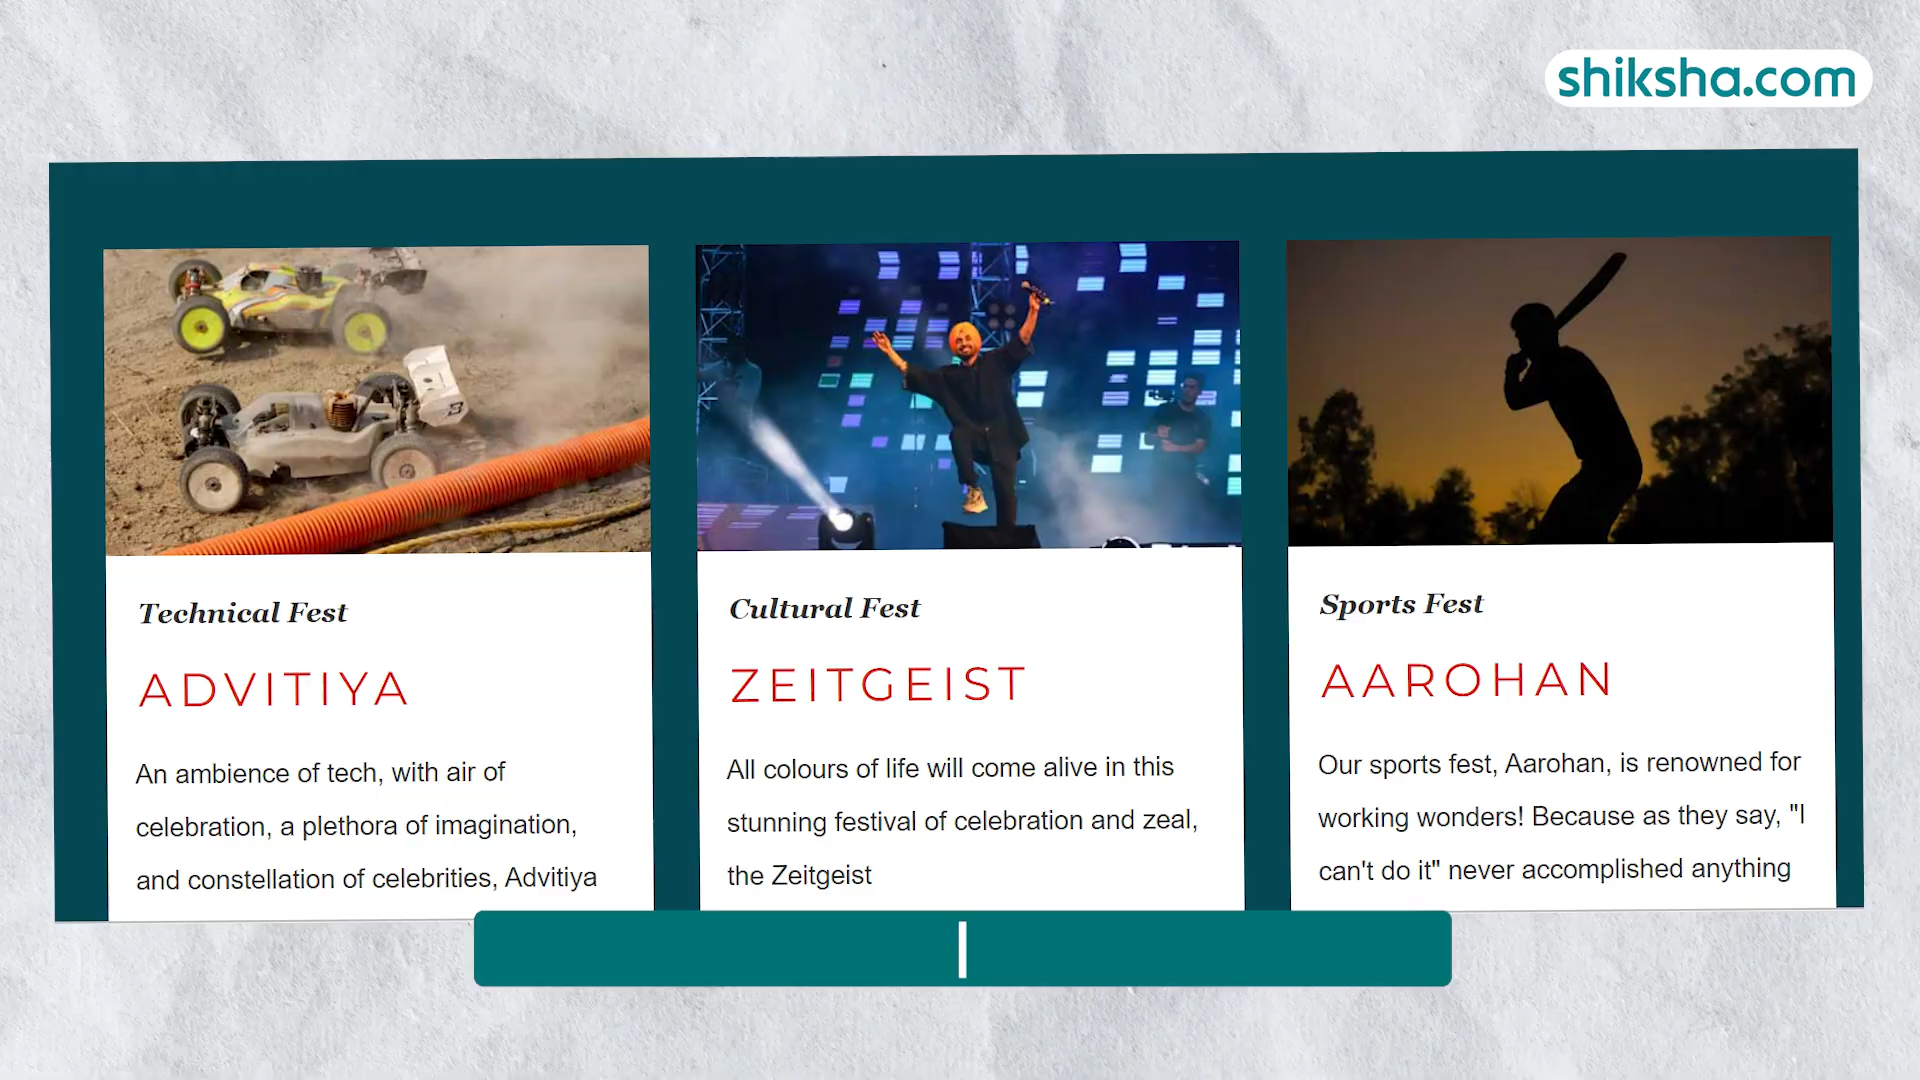 shiksha.com
Technical Fest
ADVITIYA
An ambience of tech, with air of
celebration, a plethora of imagination,
and constellation of celebrities, Advitiya
Cultural Fest
ZEITGEIST
All colours of life will come alive in this
stunning festival of celebration and zeal,
the Zeitgeist
Sports Fest
AAROHAN
Our sports fest, Aarohan, is renowned for
working wonders! Because as they say, "I
can't do it" never accomplished anything